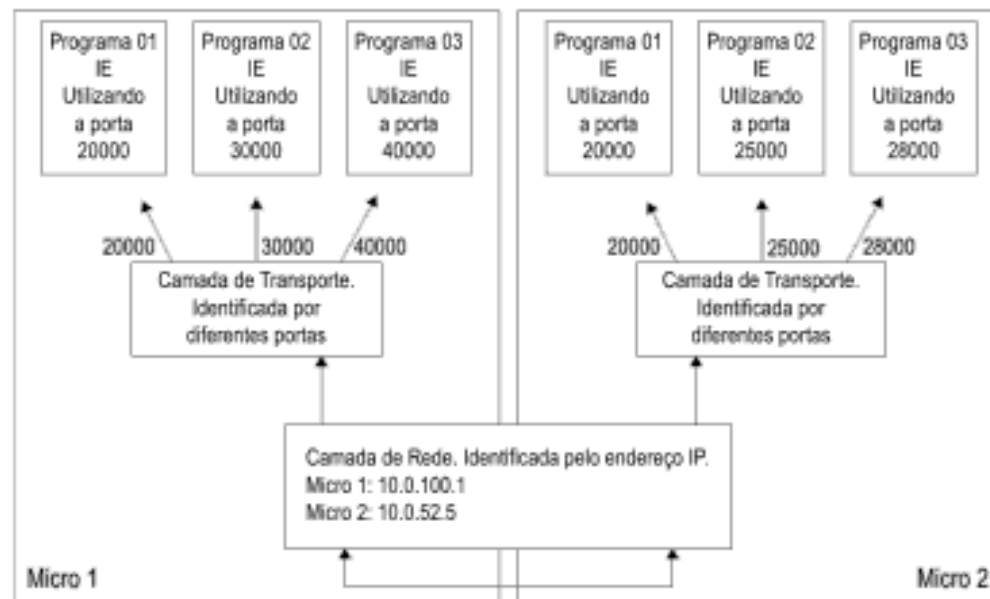 Programa 01
IE
Utilizando
a porta
20000
Programa 02
IE
Utilizando
a porta
30000
Programa 03
IE
Utilizando
a porta
40000
20000
30000
40000
Camada de Transporte.
Identificada por
diferentes portas
Programa 01
IE
Utilizando
a porta
20000
Programa 02
IE
Utilizando
a porta
25000
Programa 03
IE
Utilizando
a porta
28000
20000
25000
28000
Camada de Transporte.
Identificada por
diferentes portas
Camada de Rede. Identificada pelo endereço IP.
Micro 1: 10.0.100.1
Micro 2: 10.0.52.5
Micro 1
Micro 2